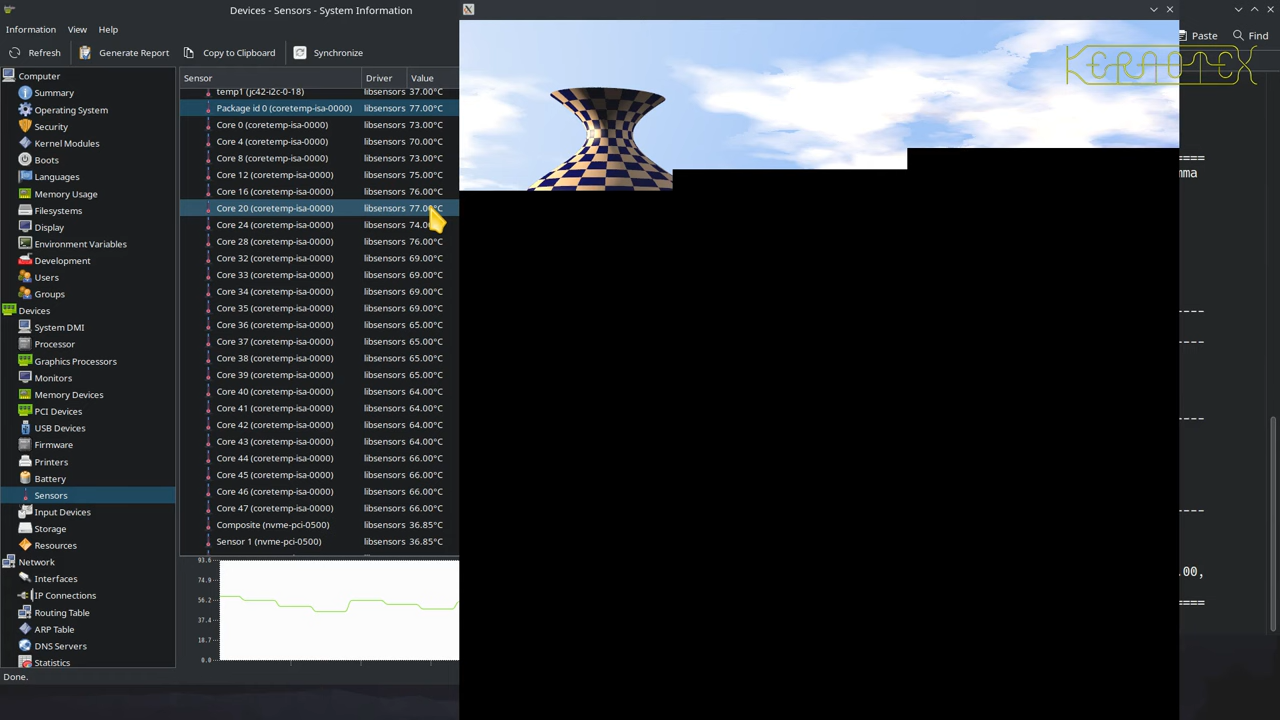 Devices - Sensors - System Information
Information View Help
Refresh Generate Report Copy to Clipboard Synchronize
Paste Find
KERAOTEX
Computer
Summary
Operating System
Security
Kernel Modules
Boots
Languages
Memory Usage
Filesystems
Display
Environment Variables
Development
Users
Groups
Devices
System DMI
Processor
Graphics Processors
Monitors
Memory Devices
PCI Devices
USB Devices
Firmware
Printers
Battery
Sensors
Input Devices
Storage
Resources
Network
Interfaces
IP Connections
Routing Table
ARP Table
DNS Servers
Statistics
Done.
Sensor Driver Value
temp1 (jc42-i2c-0-18) libsensors 37.00°C
Package id 0 (coretemp-isa-0000) libsensors 77.00°C
Core 0 (coretemp-isa-0000) libsensors 73.00°C
Core 4 (coretemp-isa-0000) libsensors 70.00°C
Core 8 (coretemp-isa-0000) libsensors 73.00°C
Core 12 (coretemp-isa-0000) libsensors 75.00°C
Core 16 (coretemp-isa-0000) libsensors 76.00°C
Core 20 (coretemp-isa-0000) libsensors 77.00°C
Core 24 (coretemp-isa-0000) libsensors 74.00°C
Core 28 (coretemp-isa-0000) libsensors 76.00°C
Core 32 (coretemp-isa-0000) libsensors 69.00°C
Core 33 (coretemp-isa-0000) libsensors 69.00°C
Core 34 (coretemp-isa-0000) libsensors 69.00°C
Core 35 (coretemp-isa-0000) libsensors 69.00°C
Core 36 (coretemp-isa-0000) libsensors 65.00°C
Core 37 (coretemp-isa-0000) libsensors 65.00°C
Core 38 (coretemp-isa-0000) libsensors 65.00°C
Core 39 (coretemp-isa-0000) libsensors 65.00°C
Core 40 (coretemp-isa-0000) libsensors 64.00°C
Core 41 (coretemp-isa-0000) libsensors 64.00°C
Core 42 (coretemp-isa-0000) libsensors 64.00°C
Core 43 (coretemp-isa-0000) libsensors 64.00°C
Core 44 (coretemp-isa-0000) libsensors 66.00°C
Core 45 (coretemp-isa-0000) libsensors 66.00°C
Core 46 (coretemp-isa-0000) libsensors 66.00°C
Core 47 (coretemp-isa-0000) libsensors 66.00°C
Composite (nvme-pci-0500) libsensors 36.85°C
Sensor 1 (nvme-pci-0500) libsensors 36.85°C
93.6
74.9
56.2
37.4
18.7
0.0
====
mma
---
---
---
---
00,
====